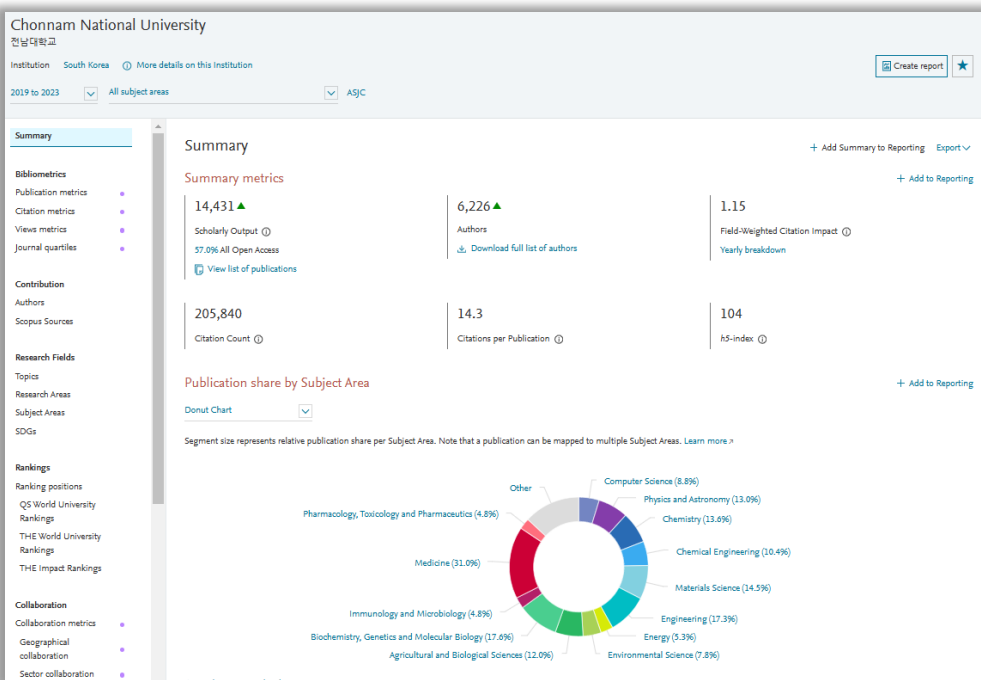 Chonnam National University
전남대학교
Institution South Korea More details on this Institution
Create report
2019 to 2023 All subject areas ASJC
Summary
Bibliometrics
Publication metrics
Citation metrics
Views metrics
Journal quartiles
Contribution
Authors
Scopus Sources
Research Fields
Topics
Research Areas
Subject Areas
SDGs
Rankings
Ranking positions
QS World University
Rankings
THE World University
Rankings
THE Impact Rankings
Collaboration
Collaboration metrics
Geographical
collaboration
Sector collaboration
Summary
+ Add Summary to Reporting Export
Summary metrics
+ Add to Reporting
14,431
Scholarly Output
57.0% All Open Access
View list of publications
6,226
Authors
Download full list of authors
1.15
Field-Weighted Citation Impact
Yearly breakdown
205,840
Citation Count
14.3
Citations per Publication
104
h5-index
Publication share by Subject Area
+ Add to Reporting
Donut Chart
Segment size represents relative publication share per Subject Area. Note that a publication can be mapped to multiple Subject Areas. Learn more
Computer Science (8.8%)
Physics and Astronomy (13.0%)
Chemistry (13.6%)
Chemical Engineering (10.4%)
Materials Science (14.5%)
Engineering (17.3%)
Energy (5.3%)
Environmental Science (7.8%)
Agricultural and Biological Sciences (12.0%)
Biochemistry, Genetics and Molecular Biology (17.6%)
Immunology and Microbiology (4.8%)
Medicine (31.0%)
Pharmacology, Toxicology and Pharmaceutics (4.8%)
Other